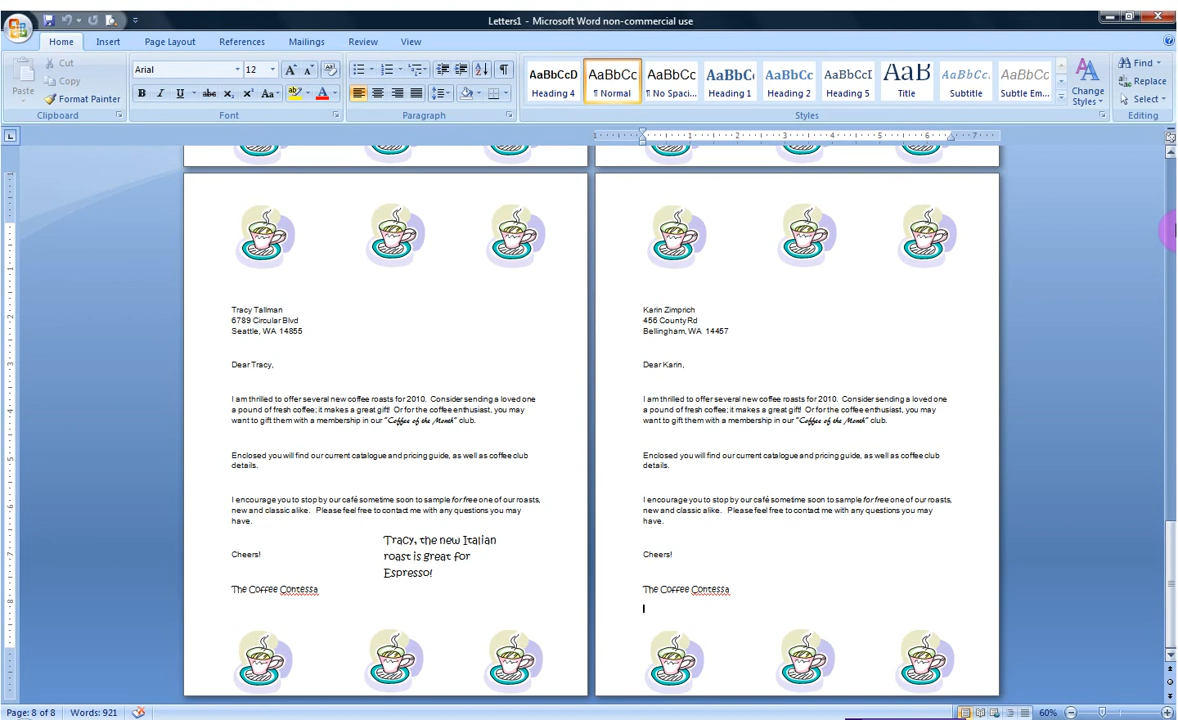 Letters1 - Microsoft Word non-commercial use
Home Insert Page Layout References Mailings Review View
Paste
Cut
Copy
Format Painter
Clipboard
Arial 12
Font
Paragraph
AaBbCcD AaBbCc AaBbCc AaBbC AaBbCc AaBbCcI AaB AaBbCc. AaBbCc.
Heading 4 ¶ Normal ¶ No Spaci... Heading 1 Heading 2 Heading 5 Title Subtitle Subtle Em...
Change Styles
Styles
Find
Replace
Select
Editing
Tracy Tallman
6789 Circular Blvd
Seattle, WA 14855
Dear Tracy,
I am thrilled to offer several new coffee roasts for 2010. Consider sending a loved one
a pound of fresh coffee; it makes a great gift! Or for the coffee enthusiast, you may
want to gift them with a membership in our "Coffee of the Month" club.
Enclosed you will find our current catalogue and pricing guide, as well as coffee club
details.
I encourage you to stop by our café sometime soon to sample for free one of our roasts,
new and classic alike. Please feel free to contact me with any questions you may
have.
Tracy, the new Italian
roast is great for
Espresso!
Cheers!
The Coffee Contessa
Karin Zimprich
456 County Rd
Bellingham, WA 14457
Dear Karin,
I am thrilled to offer several new coffee roasts for 2010. Consider sending a loved one
a pound of fresh coffee; it makes a great gift! Or for the coffee enthusiast, you may
want to gift them with a membership in our "Coffee of the Month" club.
Enclosed you will find our current catalogue and pricing guide, as well as coffee club
details.
I encourage you to stop by our café sometime soon to sample for free one of our roasts,
new and classic alike. Please feel free to contact me with any questions you may
have.
Cheers!
The Coffee Contessa
Page: 8 of 8 Words: 921
60%